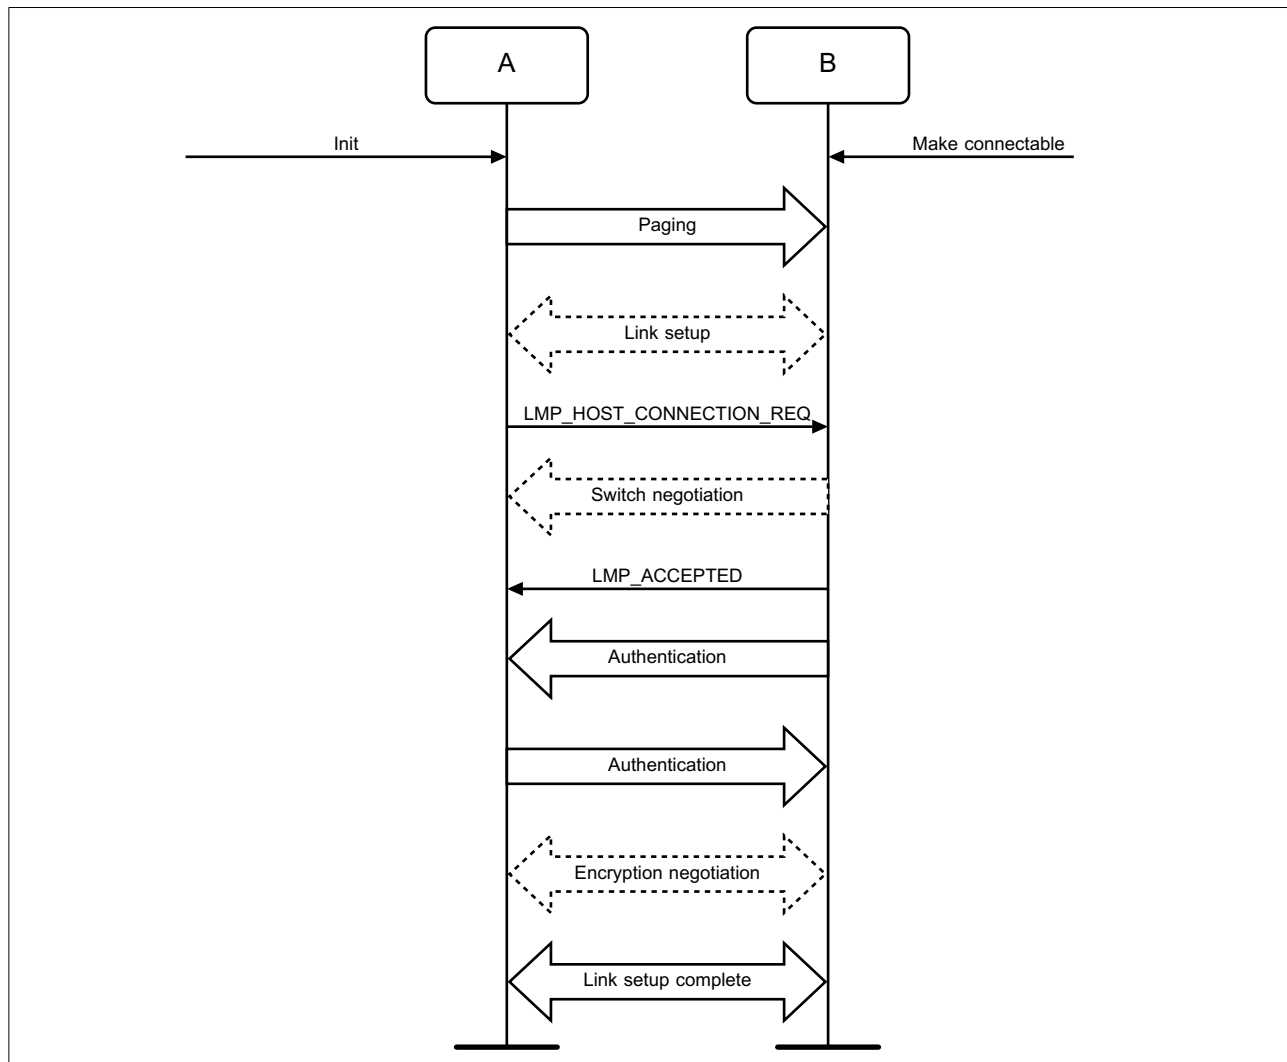 A
B
Init
Make connectable
Paging
Link setup
LMP_HOST_CONNECTION_REQ
Switch negotiation
LMP_ACCEPTED
Authentication
Authentication
Encryption negotiation
Link setup complete